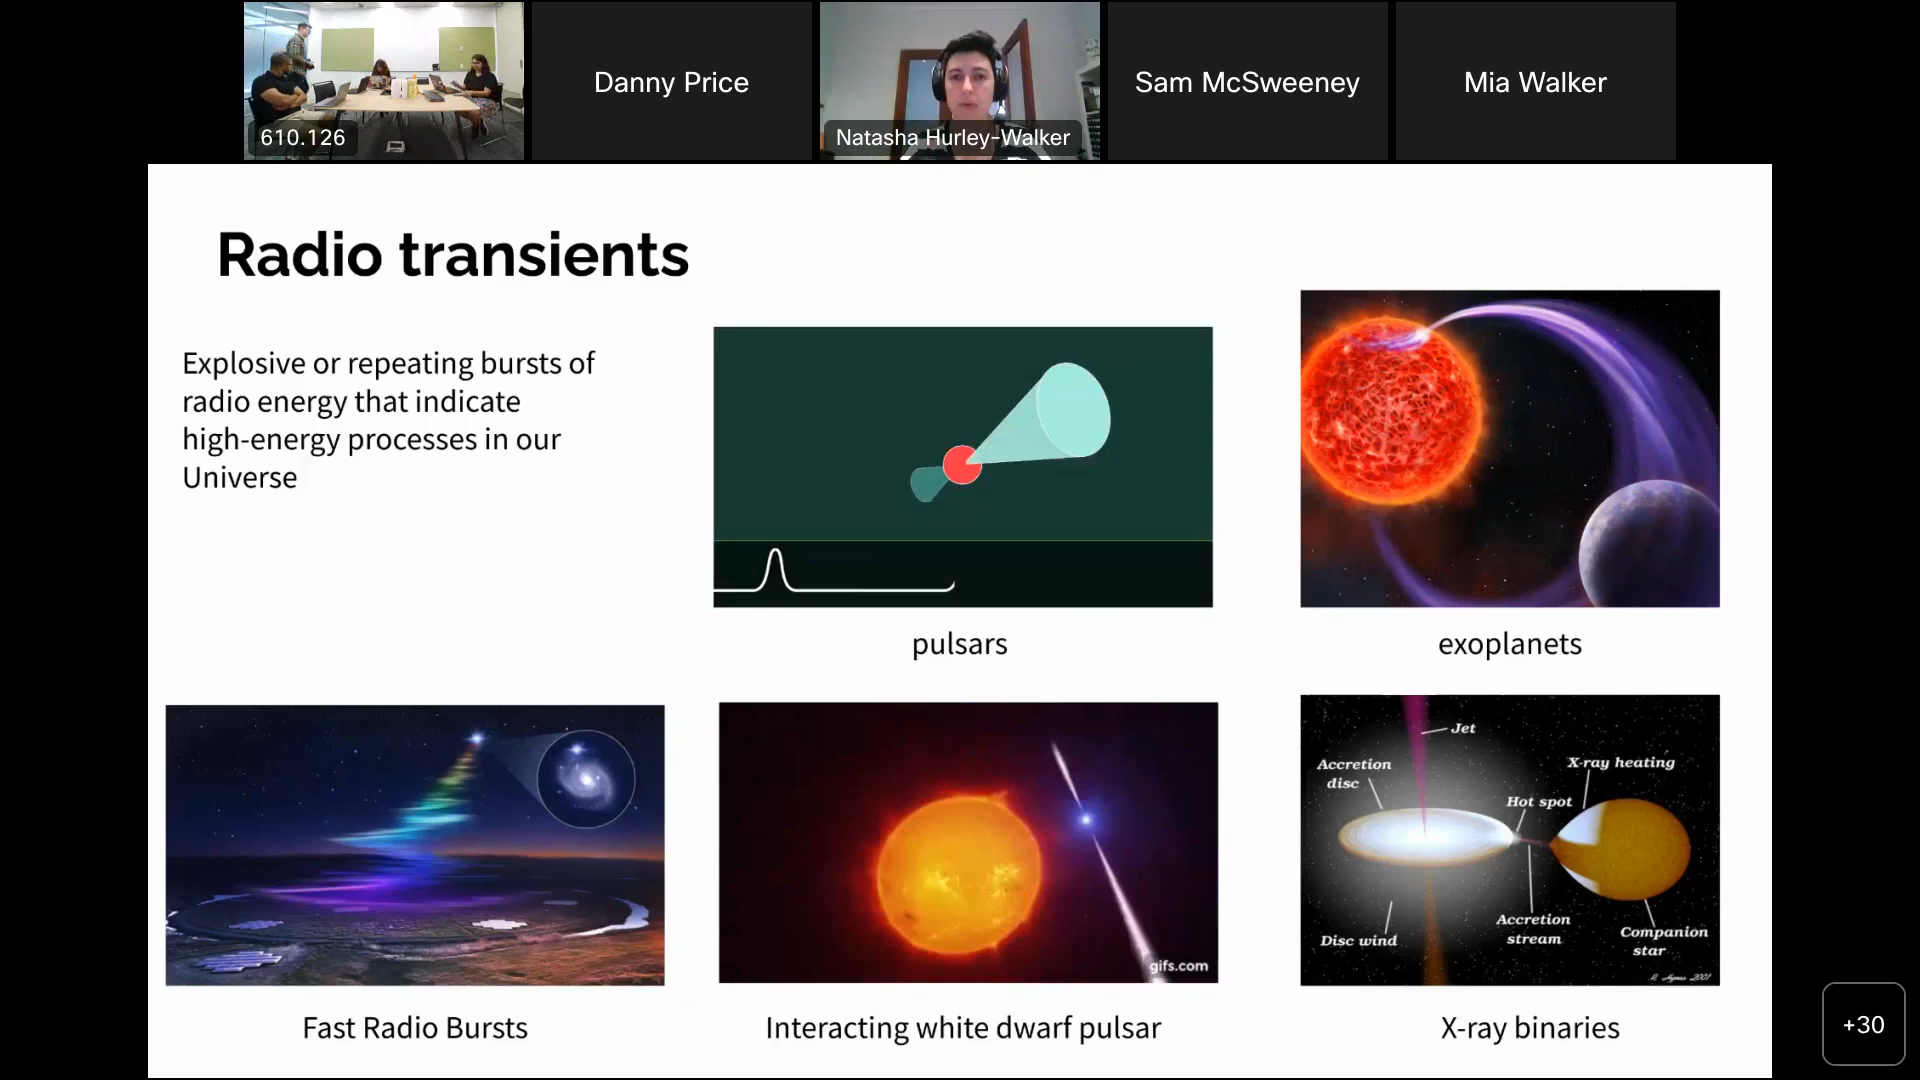 610.126
Danny Price
Natasha Hurley-Walker
Sam McSweeney
Mia Walker
Radio transients
Explosive or repeating bursts of
radio energy that indicate
high-energy processes in our
Universe
pulsars
exoplanets
Jet
Accretion
disc
X-ray heating
Hot spot
Disc wind
Accretion
stream
Companion
star
R. Hynes 2001
gifs.com
Fast Radio Bursts
Interacting white dwarf pulsar
X-ray binaries
+30